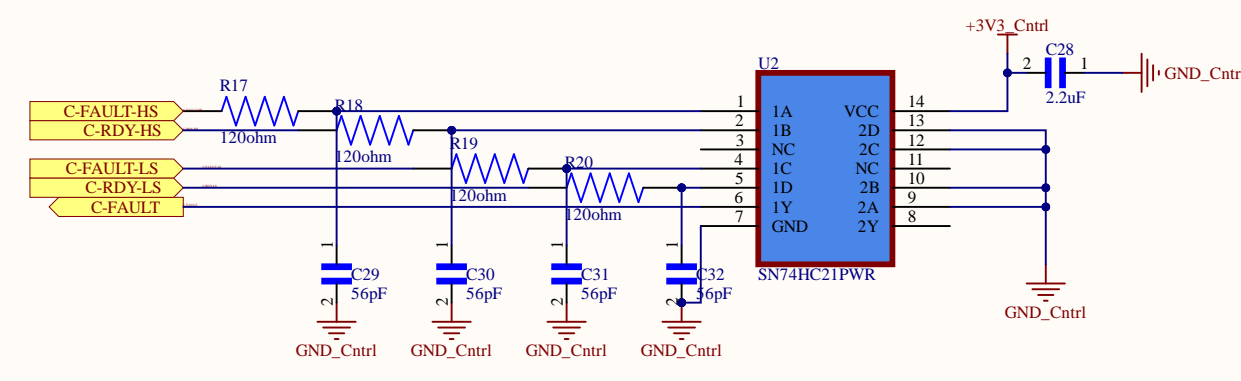 +3V3_Cntrl
U2
C28
2 1
GND_Cntr
2.2uF
R17
C-FAULT-HS
120ohm
R18
C-RDY-HS
120ohm
R19
C-FAULT-LS
120ohm
R20
C-RDY-LS
120ohm
C-FAULT
1 1A VCC 14
2 1B 2D 13
3 NC 2C 12
4 1C NC 11
5 1D 2B 10
6 1Y 2A 9
7 GND 2Y 8
SN74HC21PWR
1 1 1 1
C29 C30 C31 C32
56pF 56pF 56pF 56pF
2 2 2 2
GND_Cntrl GND_Cntrl GND_Cntrl GND_Cntrl
GND_Cntrl